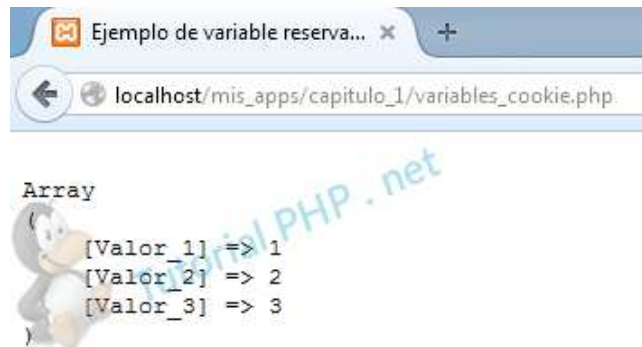 Ejemplo de variable reserva...
localhost/mis_apps/capitulo_1/variables_cookie.php
Array
(
[Valor_1] => 1
[Valor_2] => 2
[Valor_3] => 3
)
Tutorial PHP . net